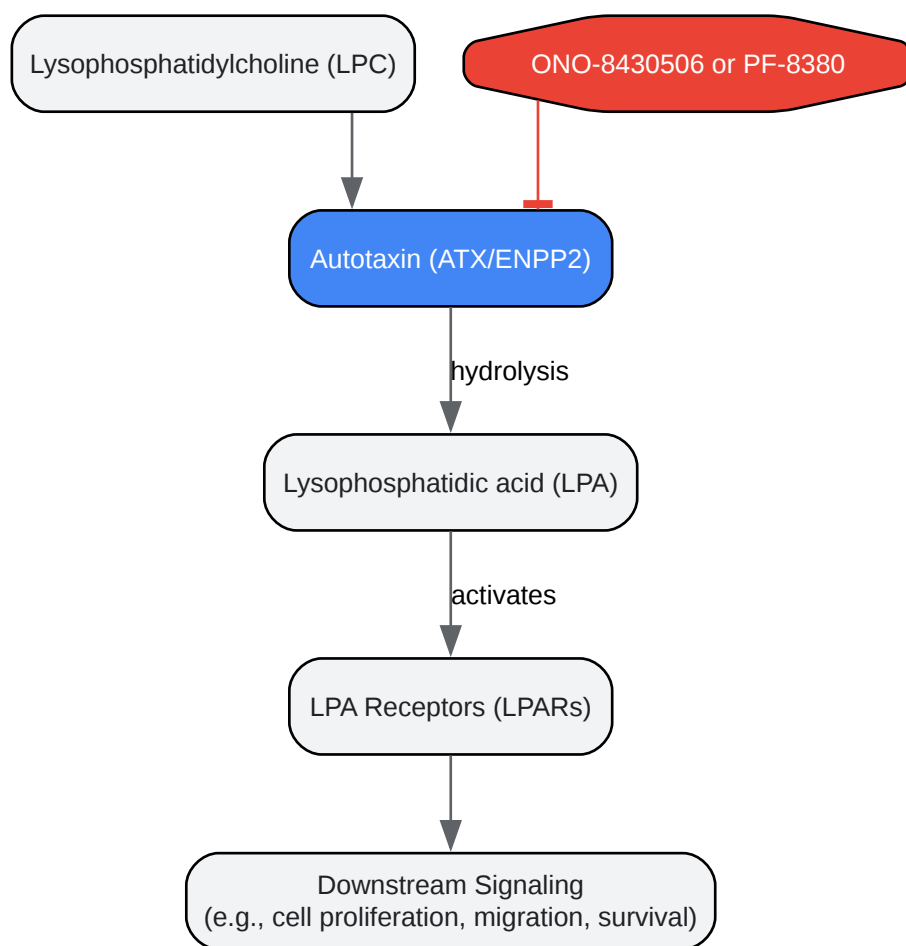 Lysophosphatidylcholine (LPC)
ONO-8430506 or PF-8380
Autotaxin (ATX/ENPP2)
hydrolysis
Lysophosphatidic acid (LPA)
activates
LPA Receptors (LPARs)
Downstream Signaling
(e.g., cell proliferation, migration, survival)